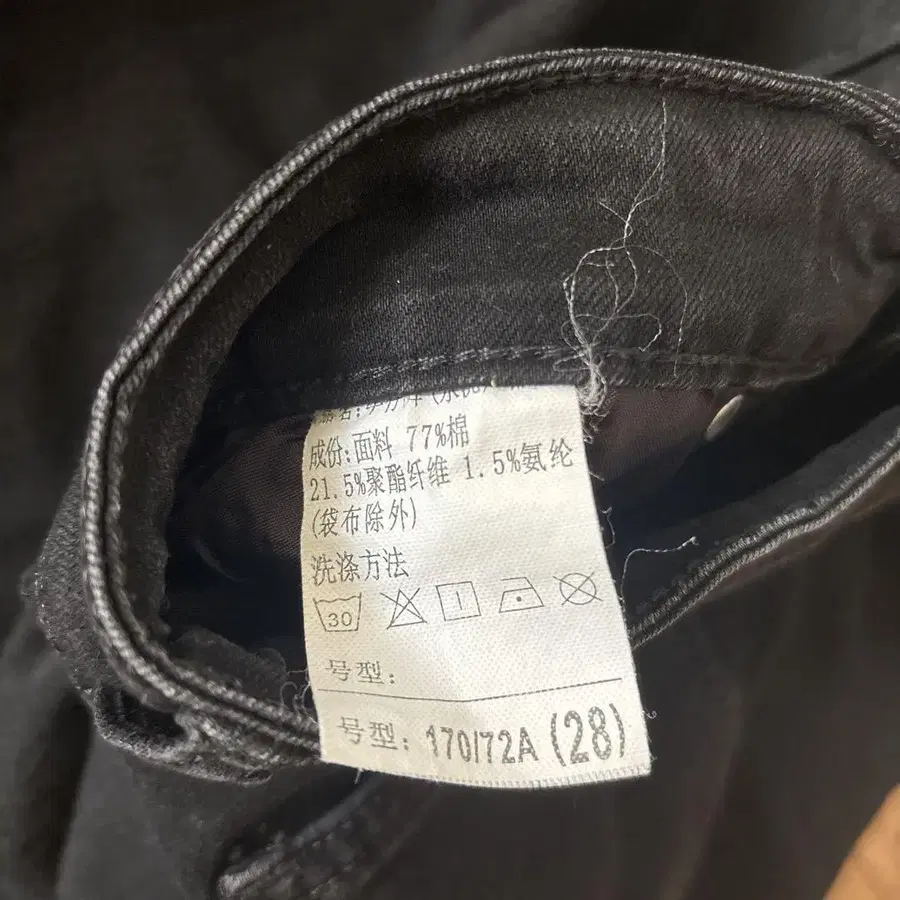 成份:面料 77%棉
21.5%聚酯纤维 1.5%氨纶
(袋布除外)
洗涤方法
30
号型:
号型: 170/72A (28)